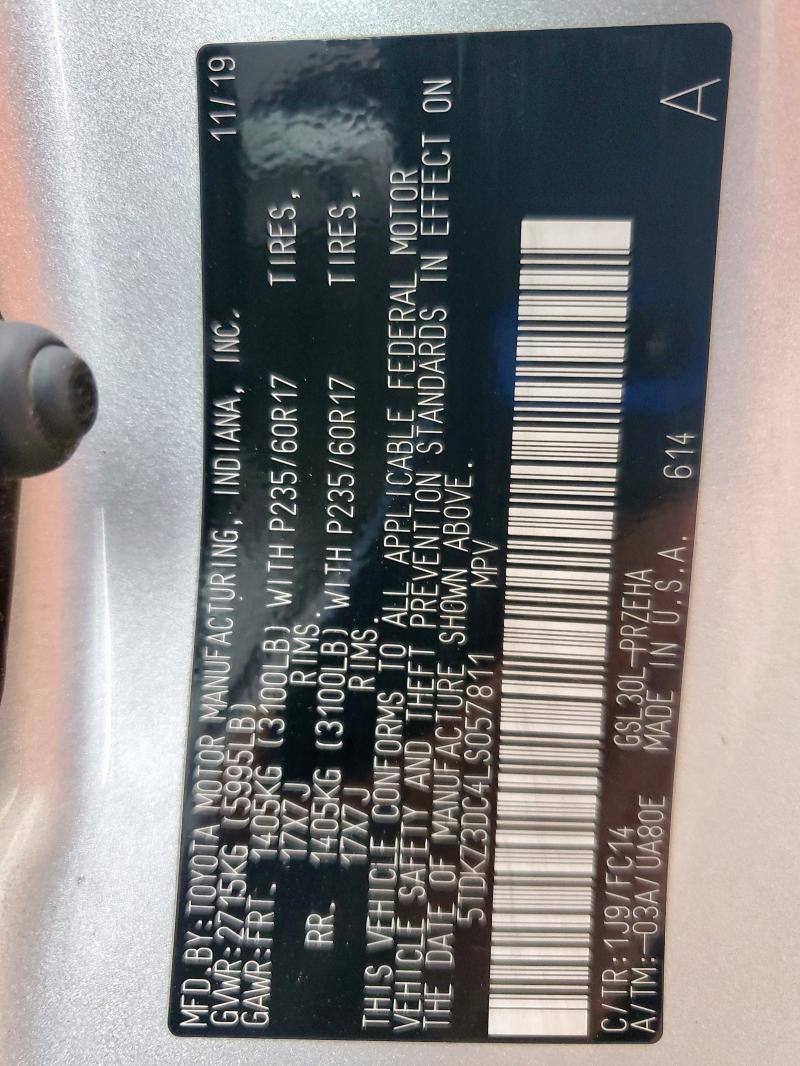 MFD.BY:TOYOTA MOTOR MANUFACTURING, INDIANA, INC. 11/19
GVWR:2715KG (5995LB)
GAWR:FRT. 1405KG (3100LB) WITH P235/60R17 TIRES,
17X7J RIMS.
RR. 1405KG (3100LB) WITH P235/60R17 TIRES,
17X7J RIMS.
THIS VEHICLE CONFORMS TO ALL APPLICABLE FEDERAL MOTOR
VEHICLE SAFETY AND THEFT PREVENTION STANDARDS IN EFFECT ON
THE DATE OF MANUFACTURE SHOWN ABOVE.
5TDKZ3DC4LS057811 MPV
C/TR:1J9/FC14 GSL30L-PRZEHA
A/TM:-03A/UA80E MADE IN U.S.A. 614 A